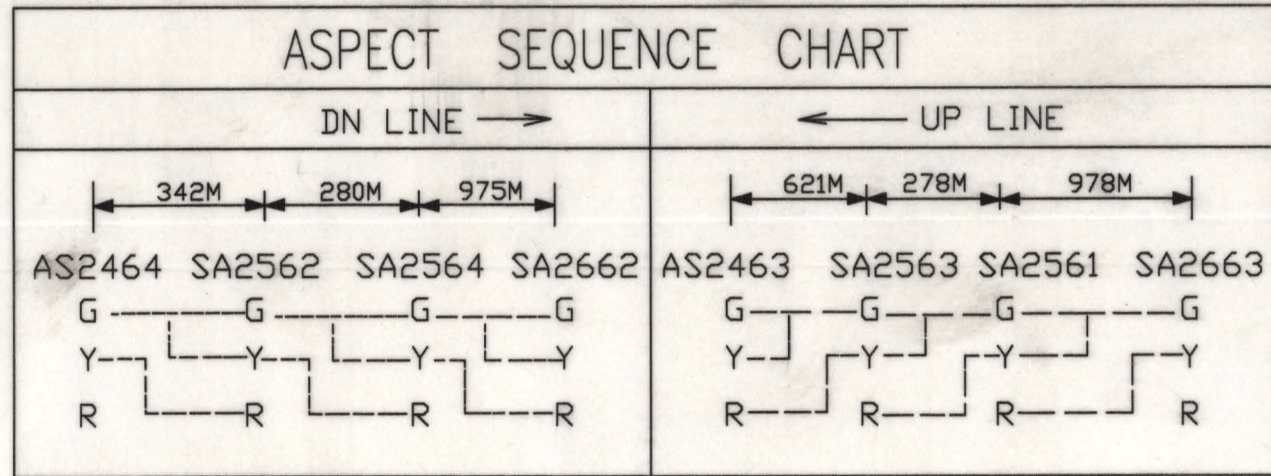 ASPECT SEQUENCE CHART
DN LINE
UP LINE
342M 280M 975M
621M 278M 978M
AS2464 SA2562 SA2564 SA2662
AS2463 SA2563 SA2561 SA2663
G G G G
G G G G
Y Y Y Y
Y Y Y Y
R R R
R R R R